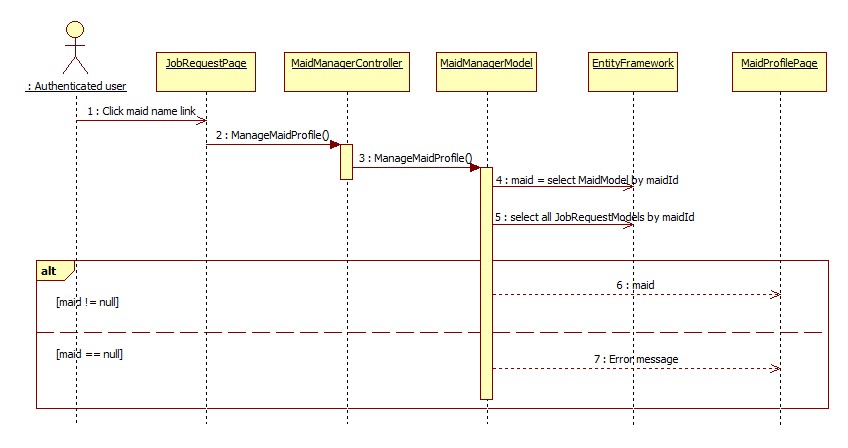 JobRequestPage
MaidManagerController
MaidManagerModel
EntityFramework
MaidProfilePage
: Authenticated user
1 : Click maid name link
2 : ManageMaidProfile()
3 : ManageMaidProfile()
4 : maid = select MaidModel by maidId
5 : select all JobRequestModels by maidId
alt
6 : maid
[maid != null]
[maid == null]
7 : Error message